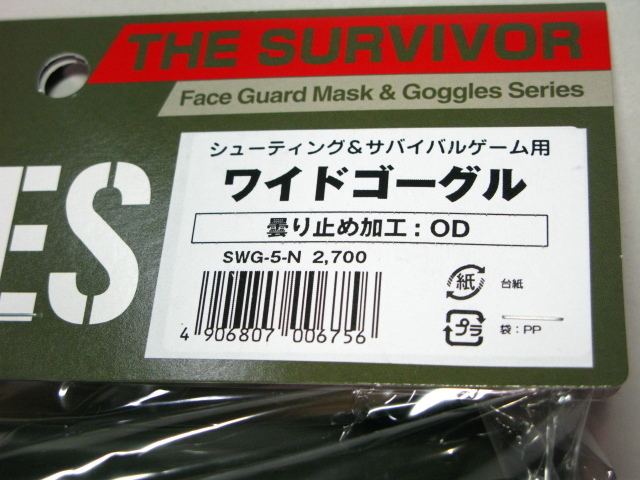 THE SURVIVOR
Face Guard Mask & Goggles Series
ES
シューティング&サバイバルゲーム用
ワイドゴーグル
曇り止め加工:OD
SWG-5-N 2,700
4 906807 006756
紙 台紙
プラ 袋:PP